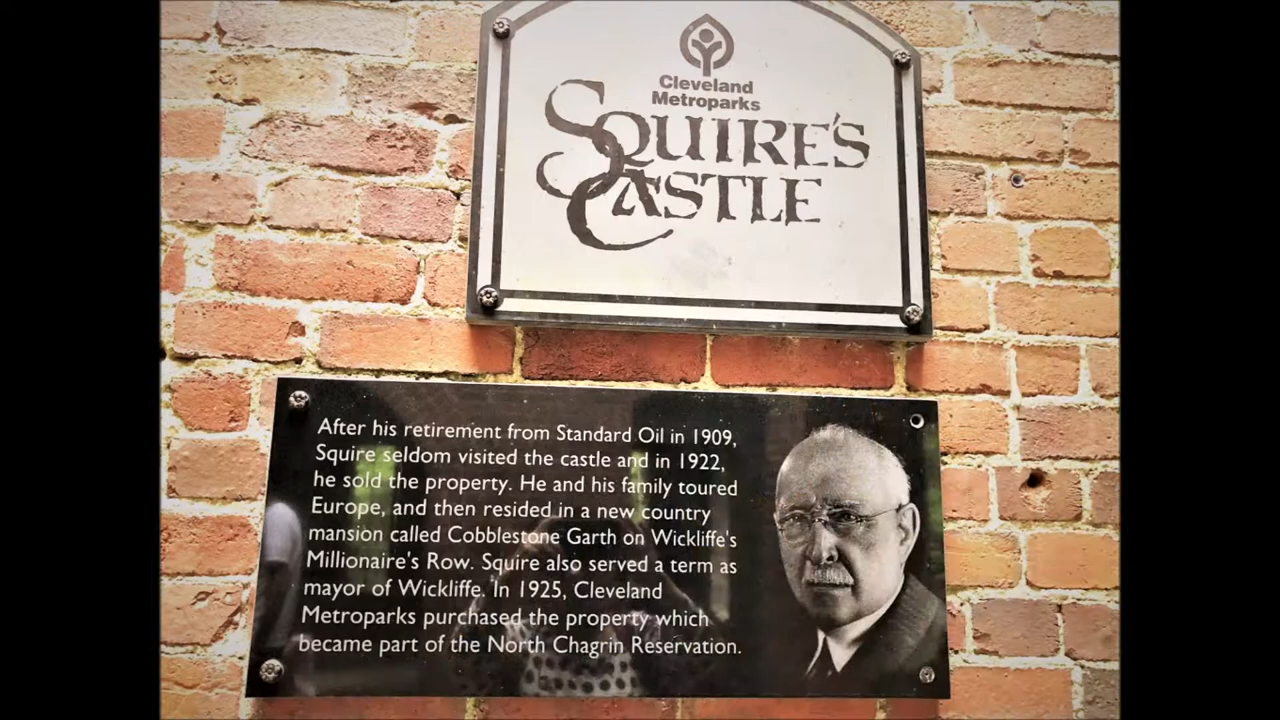 Cleveland
Metroparks
SQUIRE'S
CASTLE
After his retirement from Standard Oil in 1909,
Squire seldom visited the castle and in 1922,
he sold the property. He and his family toured
Europe, and then resided in a new country
mansion called Cobblestone Garth on Wickliffe's
Millionaire's Row. Squire also served a term as
mayor of Wickliffe. In 1925, Cleveland
Metroparks purchased the property which
became part of the North Chagrin Reservation.